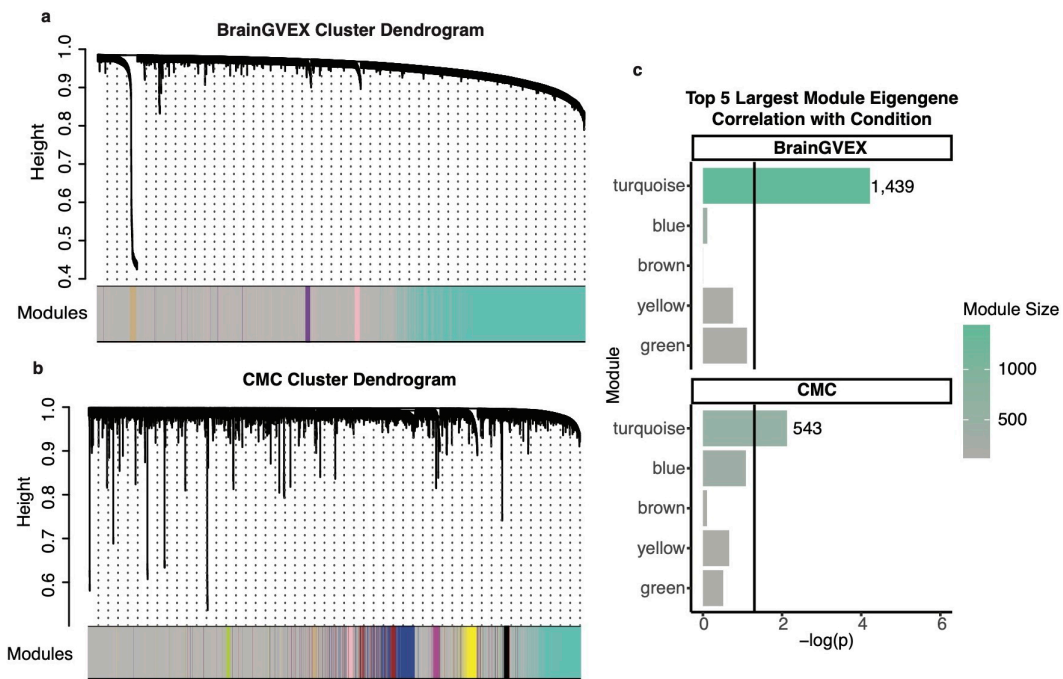 a
BrainGVEX Cluster Dendrogram
Height
1.0
0.9
0.8
0.7
0.6
0.5
0.4
Modules
b
CMC Cluster Dendrogram
Height
1.0
0.9
0.8
0.7
0.6
Modules
c
Top 5 Largest Module Eigengene
Correlation with Condition
BrainGVEX
turquoise
1,439
blue
brown
yellow
green
Module
CMC
turquoise
543
blue
brown
yellow
green
0 2 4 6
−log(p)
Module Size
1000
500